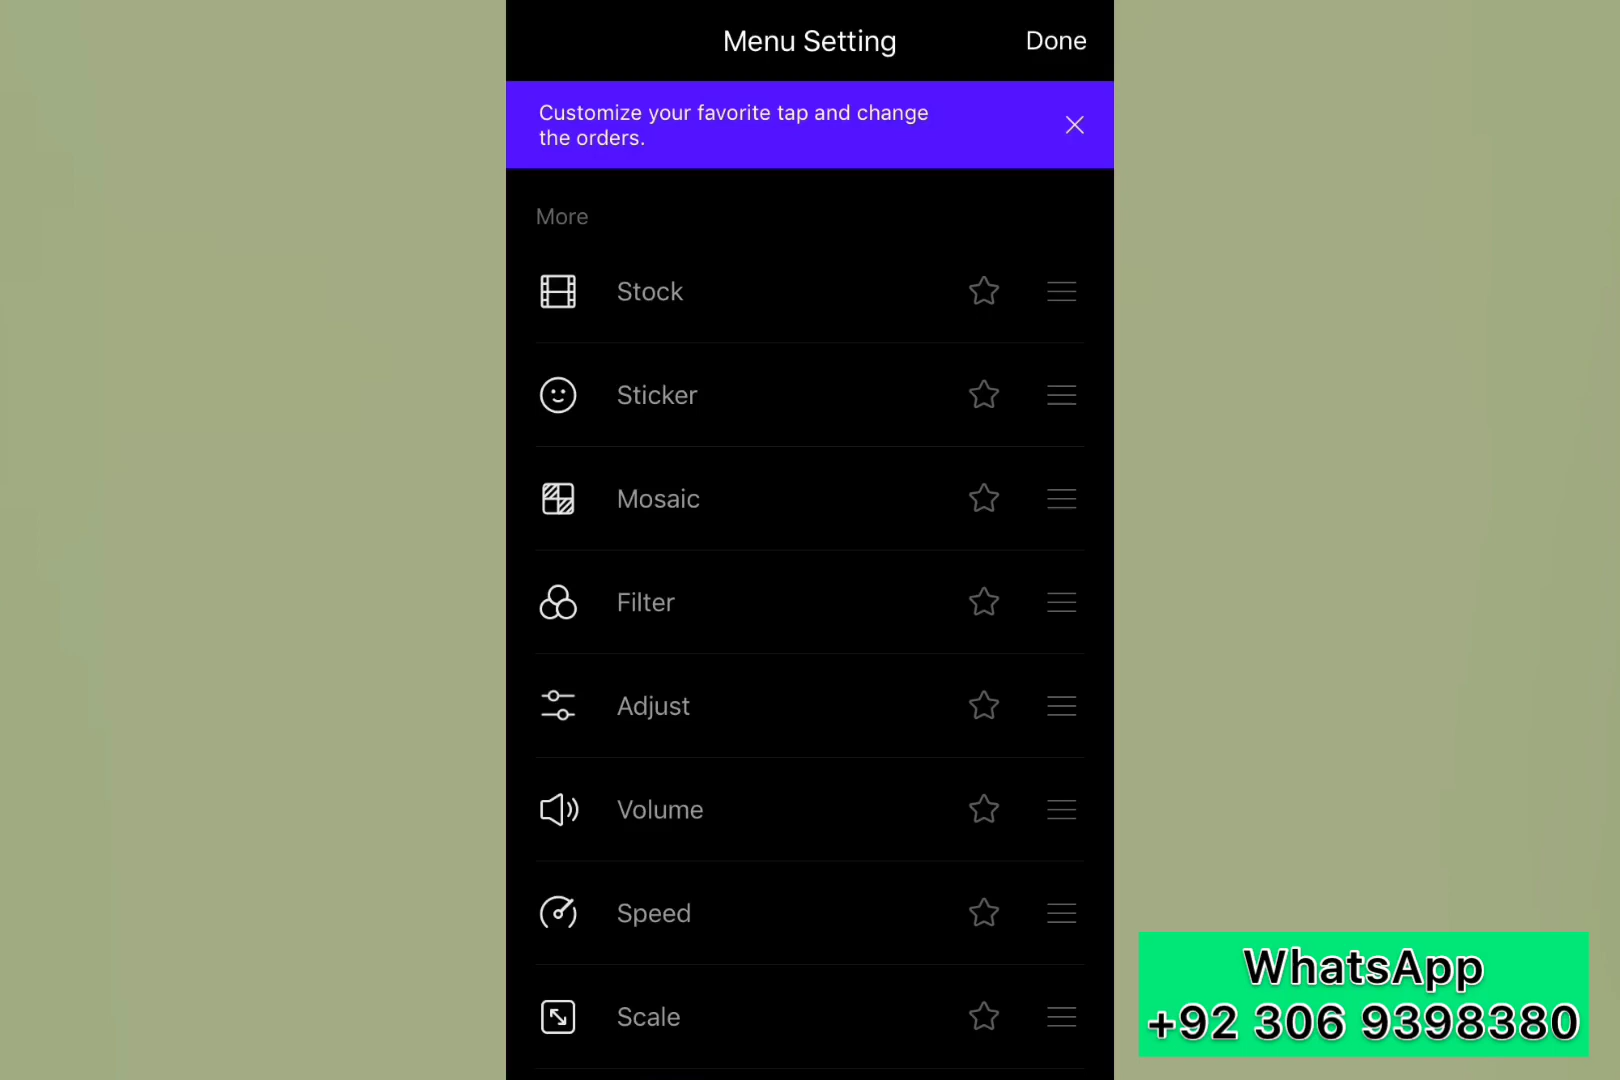 Menu Setting
Done
Customize your favorite tap and change
the orders.
More
Stock
Sticker
Mosaic
Filter
Adjust
Volume
Speed
Scale
WhatsApp
+92 306 9398380